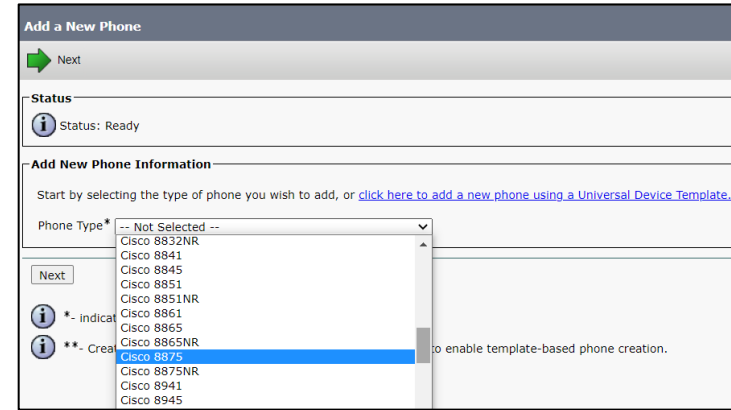 Add a New Phone
Next
Status
Status: Ready
Add New Phone Information
Start by selecting the type of phone you wish to add, or click here to add a new phone using a Universal Device Template.
Phone Type* -- Not Selected --
Cisco 8832NR
Cisco 8841
Cisco 8845
Cisco 8851
Cisco 8851NR
Cisco 8861
Cisco 8865
Cisco 8865NR
Cisco 8875
Cisco 8875NR
Cisco 8941
Cisco 8945
Next
*- indicat
**- Crea to enable template-based phone creation.